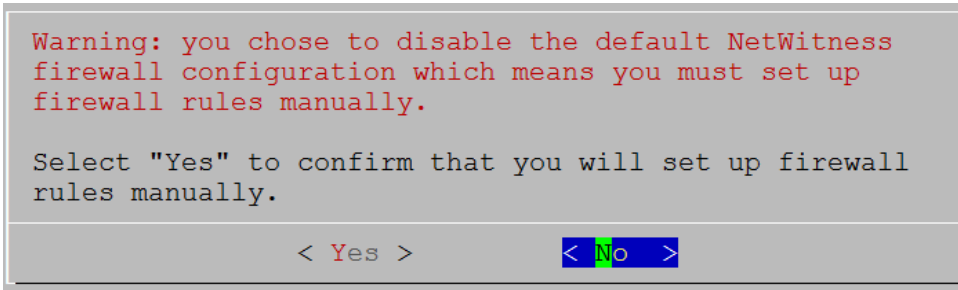 Warning: you chose to disable the default NetWitness
firewall configuration which means you must set up
firewall rules manually.
Select "Yes" to confirm that you will set up firewall
rules manually.
< Yes > < No >